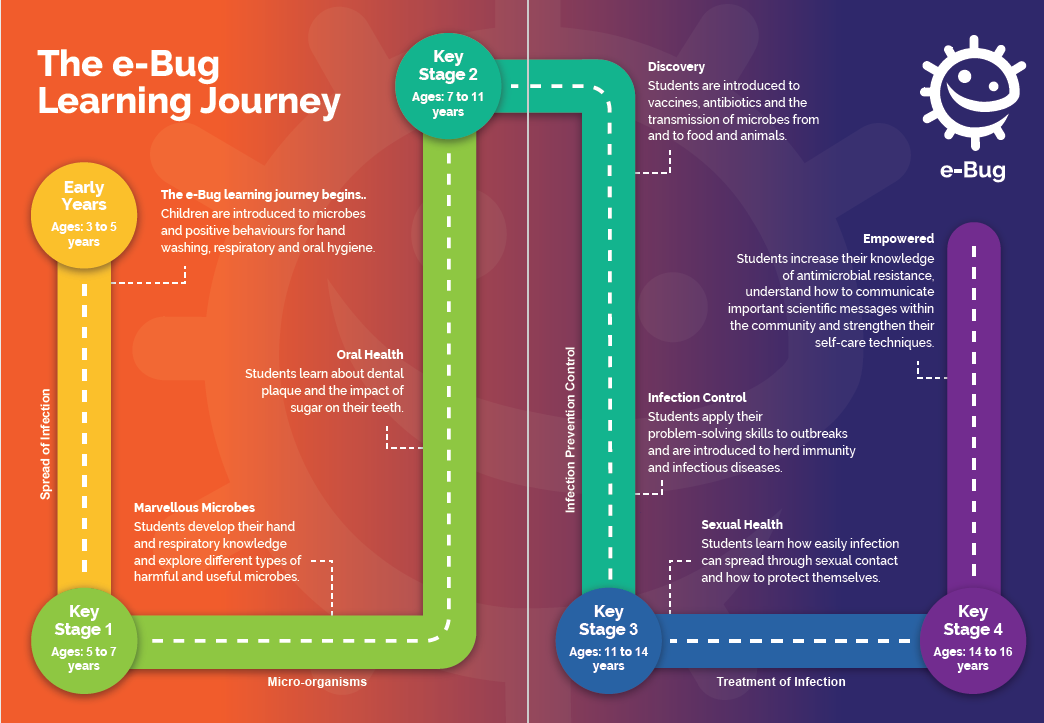 The e-Bug
Learning Journey
Early
Years
Ages: 3 to 5
years
The e-Bug learning journey begins..
Children are introduced to microbes
and positive behaviours for hand
washing, respiratory and oral hygiene.
Spread of Infection
Key
Stage 1
Ages: 5 to 7
years
Marvellous Microbes
Students develop their hand
and respiratory knowledge
and explore different types of
harmful and useful microbes.
Micro-organisms
Oral Health
Students learn about dental
plaque and the impact of
sugar on their teeth.
Key
Stage 2
Ages: 7 to 11
years
Discovery
Students are introduced to
vaccines, antibiotics and the
transmission of microbes from
and to food and animals.
Infection Prevention Control
Infection Control
Students apply their
problem-solving skills to outbreaks
and are introduced to herd immunity
and infectious diseases.
Key
Stage 3
Ages: 11 to 14
years
Sexual Health
Students learn how easily infection
can spread through sexual contact
and how to protect themselves.
Treatment of Infection
Key
Stage 4
Ages: 14 to 16
years
Empowered
Students increase their knowledge
of antimicrobial resistance,
understand how to communicate
important scientific messages within
the community and strengthen their
self-care techniques.
e-Bug